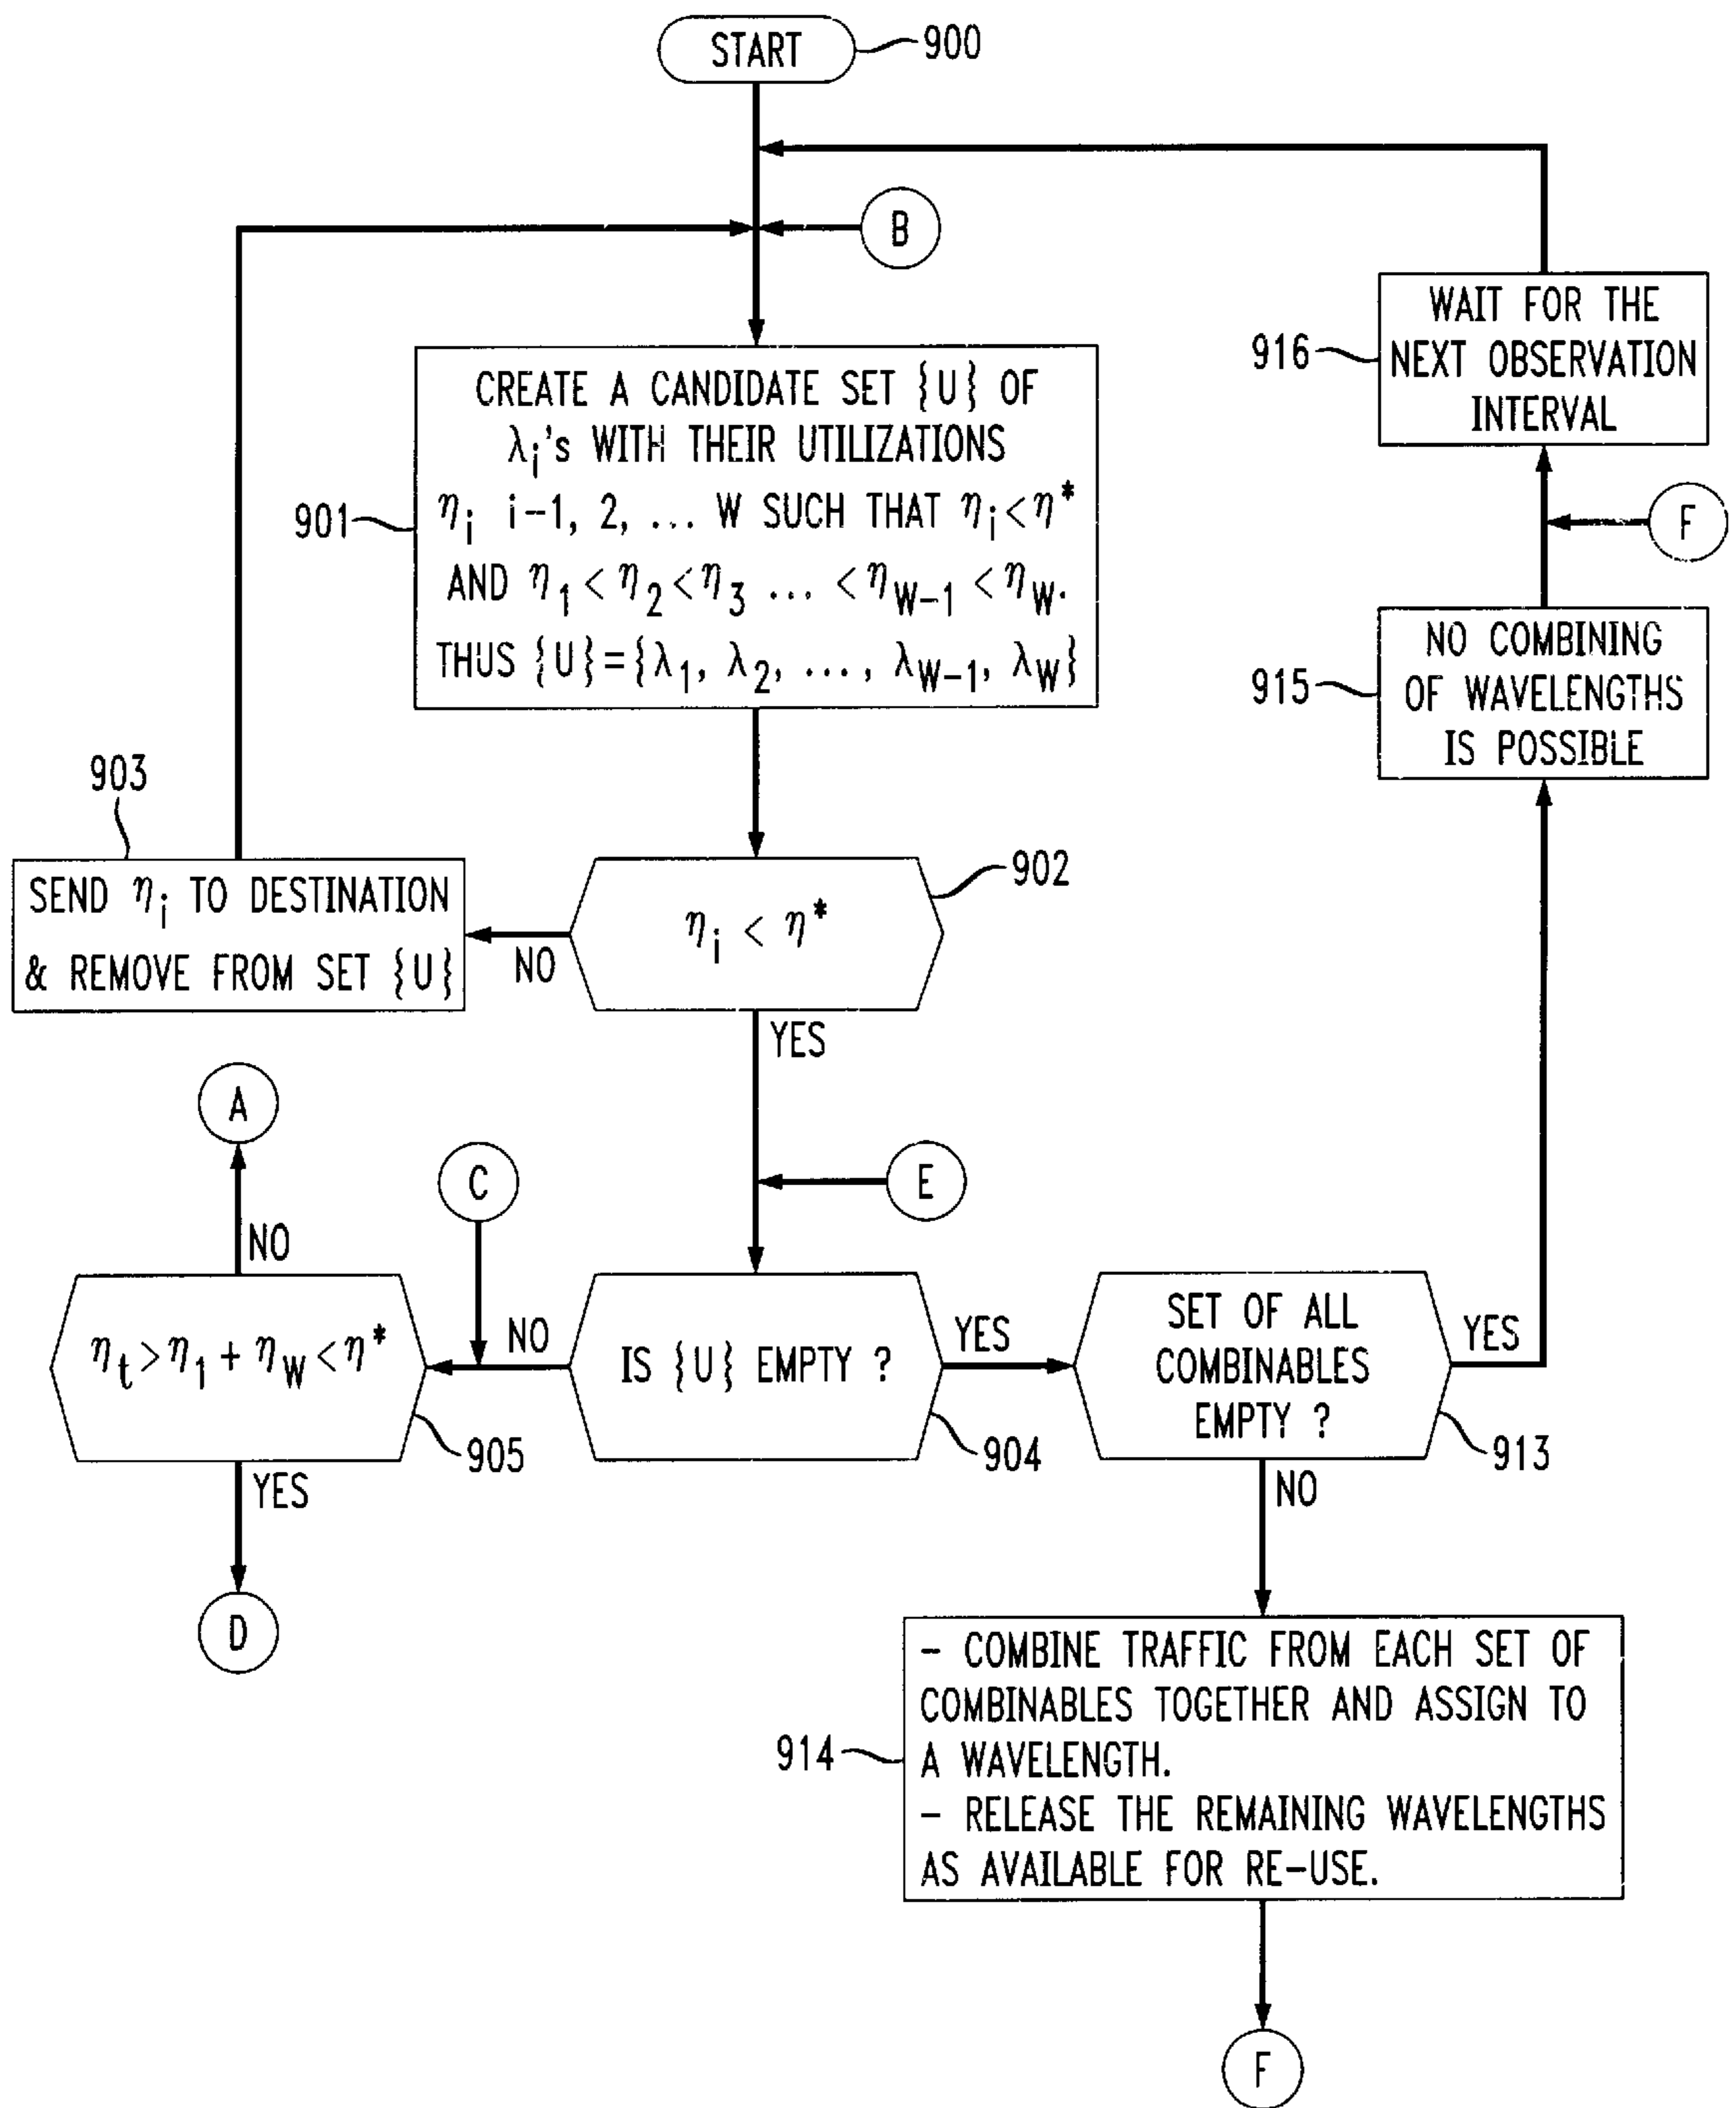 START
900
B
WAIT FOR THE
NEXT OBSERVATION
INTERVAL
916
CREATE A CANDIDATE SET {U} OF
λi's WITH THEIR UTILIZATIONS
ηi i-1, 2, ... W SUCH THAT ηi<η*
AND η1<η2<η3 ... <ηW-1<ηW.
THUS {U}={λ1, λ2, ..., λW-1, λW}
901
F
NO COMBINING
OF WAVELENGTHS
IS POSSIBLE
915
903
SEND ηi TO DESTINATION
& REMOVE FROM SET {U}
NO
ηi < η*
902
YES
A
C
E
NO
ηt>η1+ηW<η*
905
YES
D
NO
IS {U} EMPTY ?
904
YES
SET OF ALL
COMBINABLES
EMPTY ?
913
YES
NO
- COMBINE TRAFFIC FROM EACH SET OF
COMBINABLES TOGETHER AND ASSIGN TO
A WAVELENGTH.
- RELEASE THE REMAINING WAVELENGTHS
AS AVAILABLE FOR RE-USE.
914
F